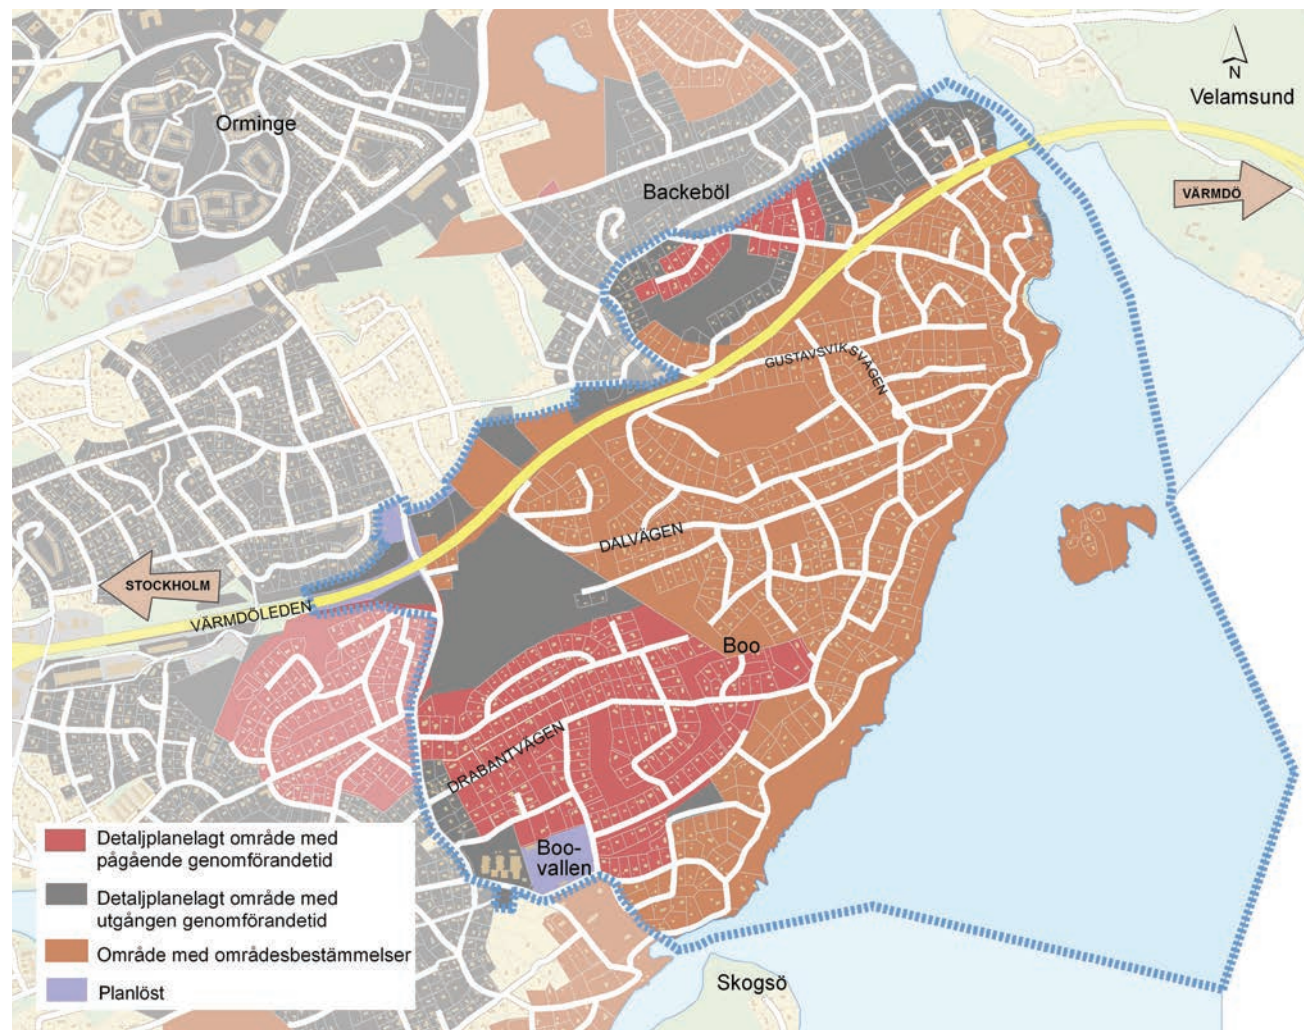 N
Velamsund
Orminge
Backeböl
VÄRMDÖ
GUSTAVSVIKSVÄGEN
DALVÄGEN
STOCKHOLM
VÄRMDÖLEDEN
Boo
DRABANTVÄGEN
Boo-
vallen
Detaljplanelagt område med
pågående genomförandetid
Detaljplanelagt område med
utgången genomförandetid
Område med områdesbestämmelser
Planlöst
Skogsö